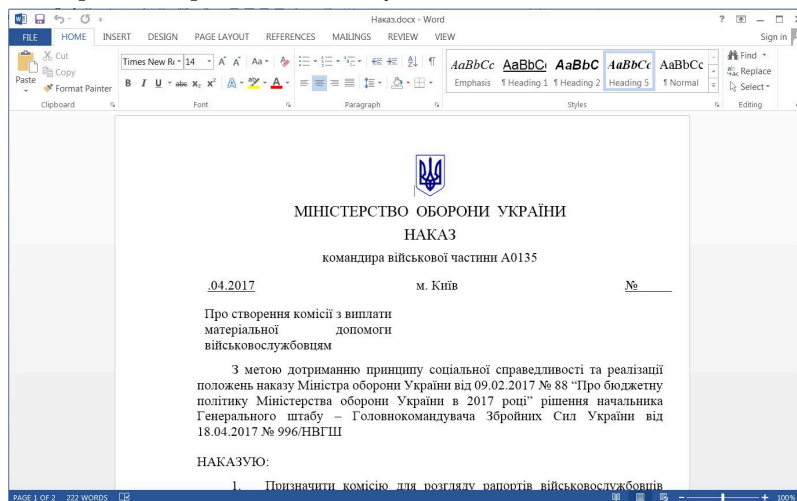 Наказ.docx - Word
FILE HOME INSERT DESIGN PAGE LAYOUT REFERENCES MAILINGS REVIEW VIEW Sign in
Cut
Copy
Format Painter
Paste
Times New Rc 14
Aa
B I U abc X₂ X² A A
AaBbCc AaBbCc AaBbC AaBbCc AaBbCc
Emphasis ¶ Heading 1 ¶ Heading 2 Heading 5 ¶ Normal
Find
Replace
Select
Clipboard Font Paragraph Styles Editing
МІНІСТЕРСТВО ОБОРОНИ УКРАЇНИ
НАКАЗ
командира військової частини А0135
.04.2017 м. Київ №
Про створення комісії з виплати
матеріальної допомоги
військовослужбовцям
З метою дотриманню принципу соціальної справедливості та реалізації
положень наказу Міністра оборони України від 09.02.2017 № 88 “Про бюджетну
політику Міністерства оборони України в 2017 році” рішення начальника
Генерального штабу – Головнокомандувача Збройних Сил України від
18.04.2017 № 996/НВГШ
НАКАЗУЮ:
1. Призначити комісію для розгляду рапортів військовослужбовців
PAGE 1 OF 2 222 WORDS 100%